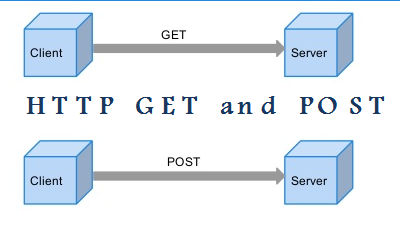 GET
Client Server
HTTP GET and POST
POST
Client Server